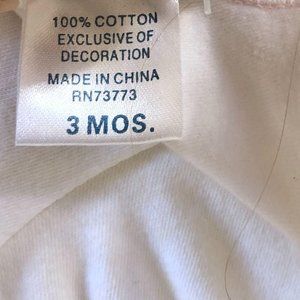 100% COTTON
EXCLUSIVE OF
DECORATION
MADE IN CHINA
RN73773
3 MOS.